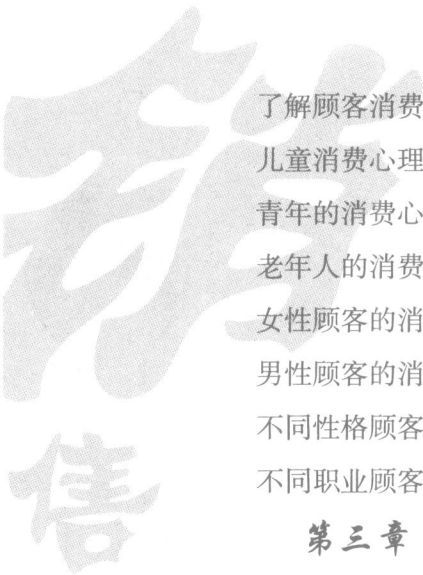 销
售
了解顾客消费
儿童消费心理
青年的消费心
老年人的消费
女性顾客的消
男性顾客的消
不同性格顾客
不同职业顾客
第三章